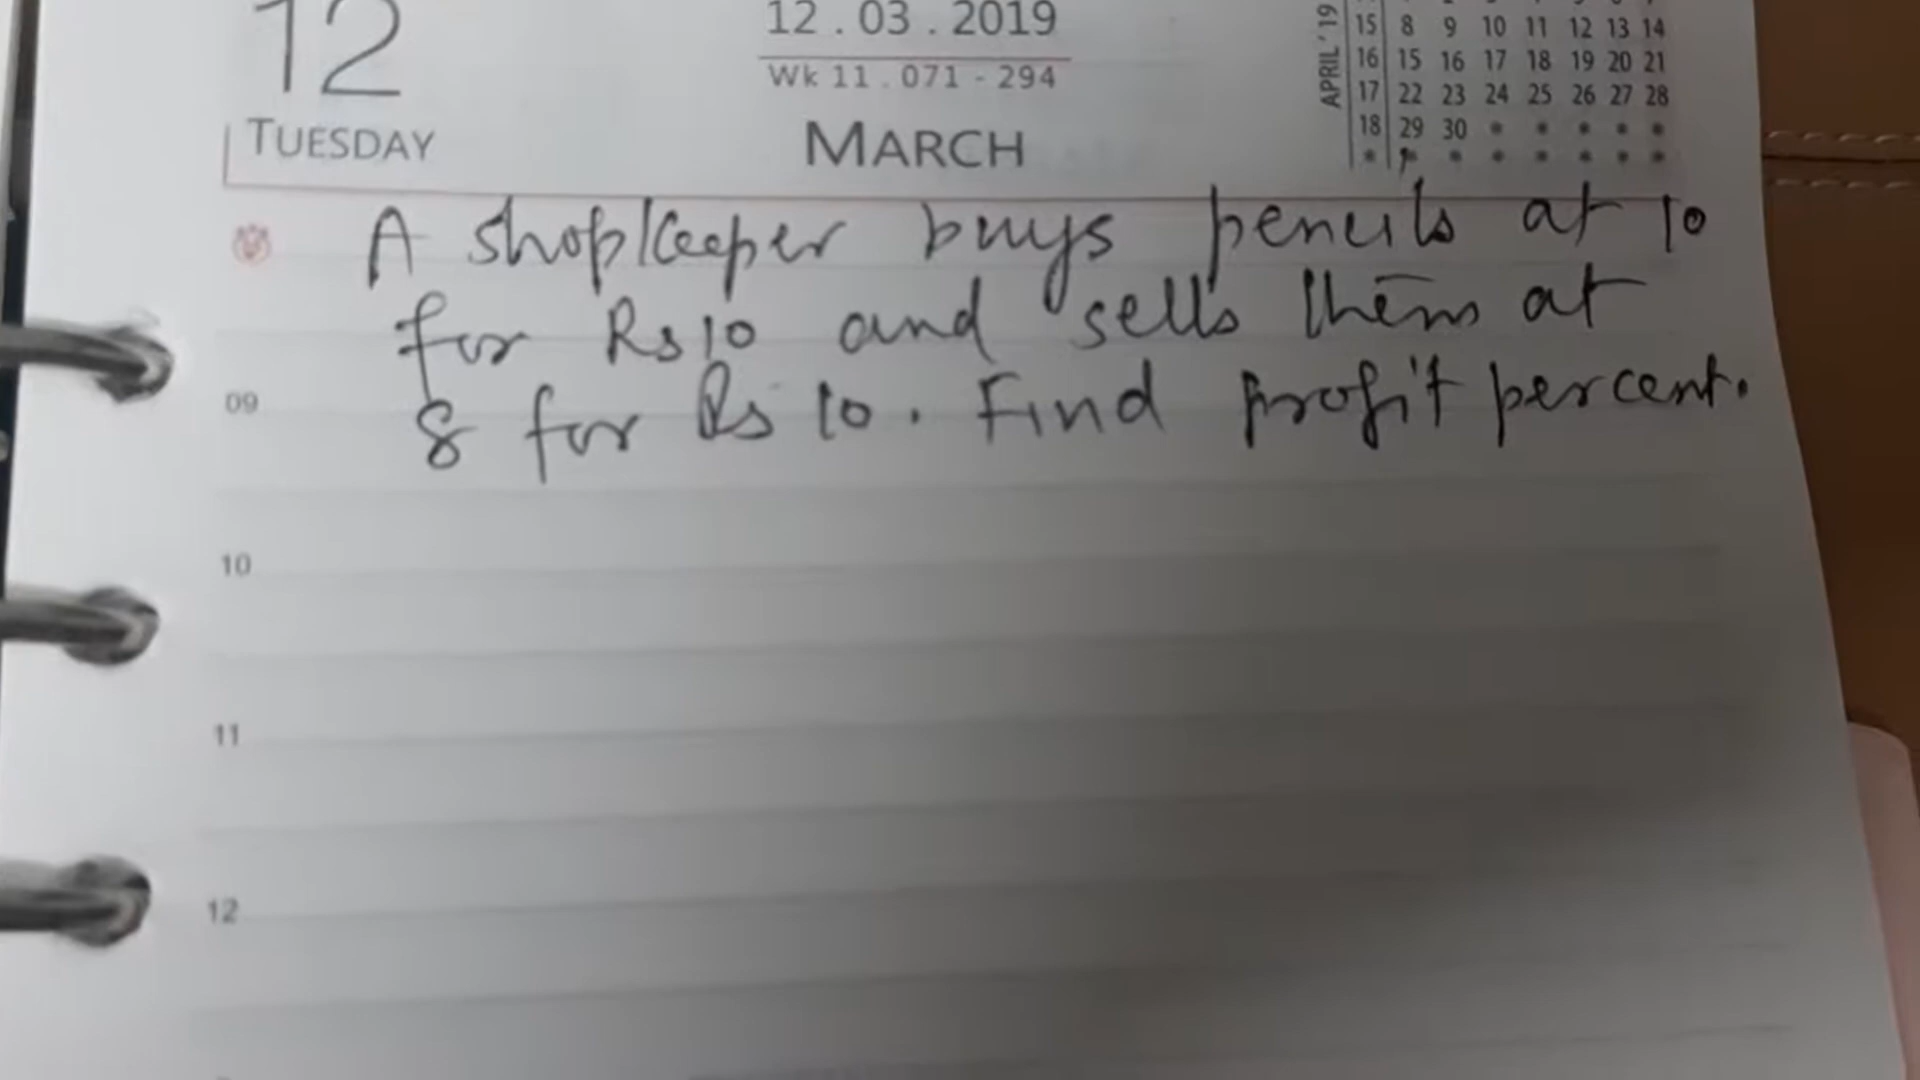 12
12 . 03 . 2019
Wk 11 . 071 - 294
TUESDAY
MARCH
APRIL '19
15 8 9 10 11 12 13 14
16 15 16 17 18 19 20 21
17 22 23 24 25 26 27 28
18 29 30
A shopkeeper buys pencils at 10
for Rs 10 and sells them at
8 for Rs 10. Find profit percent.
09
10
11
12